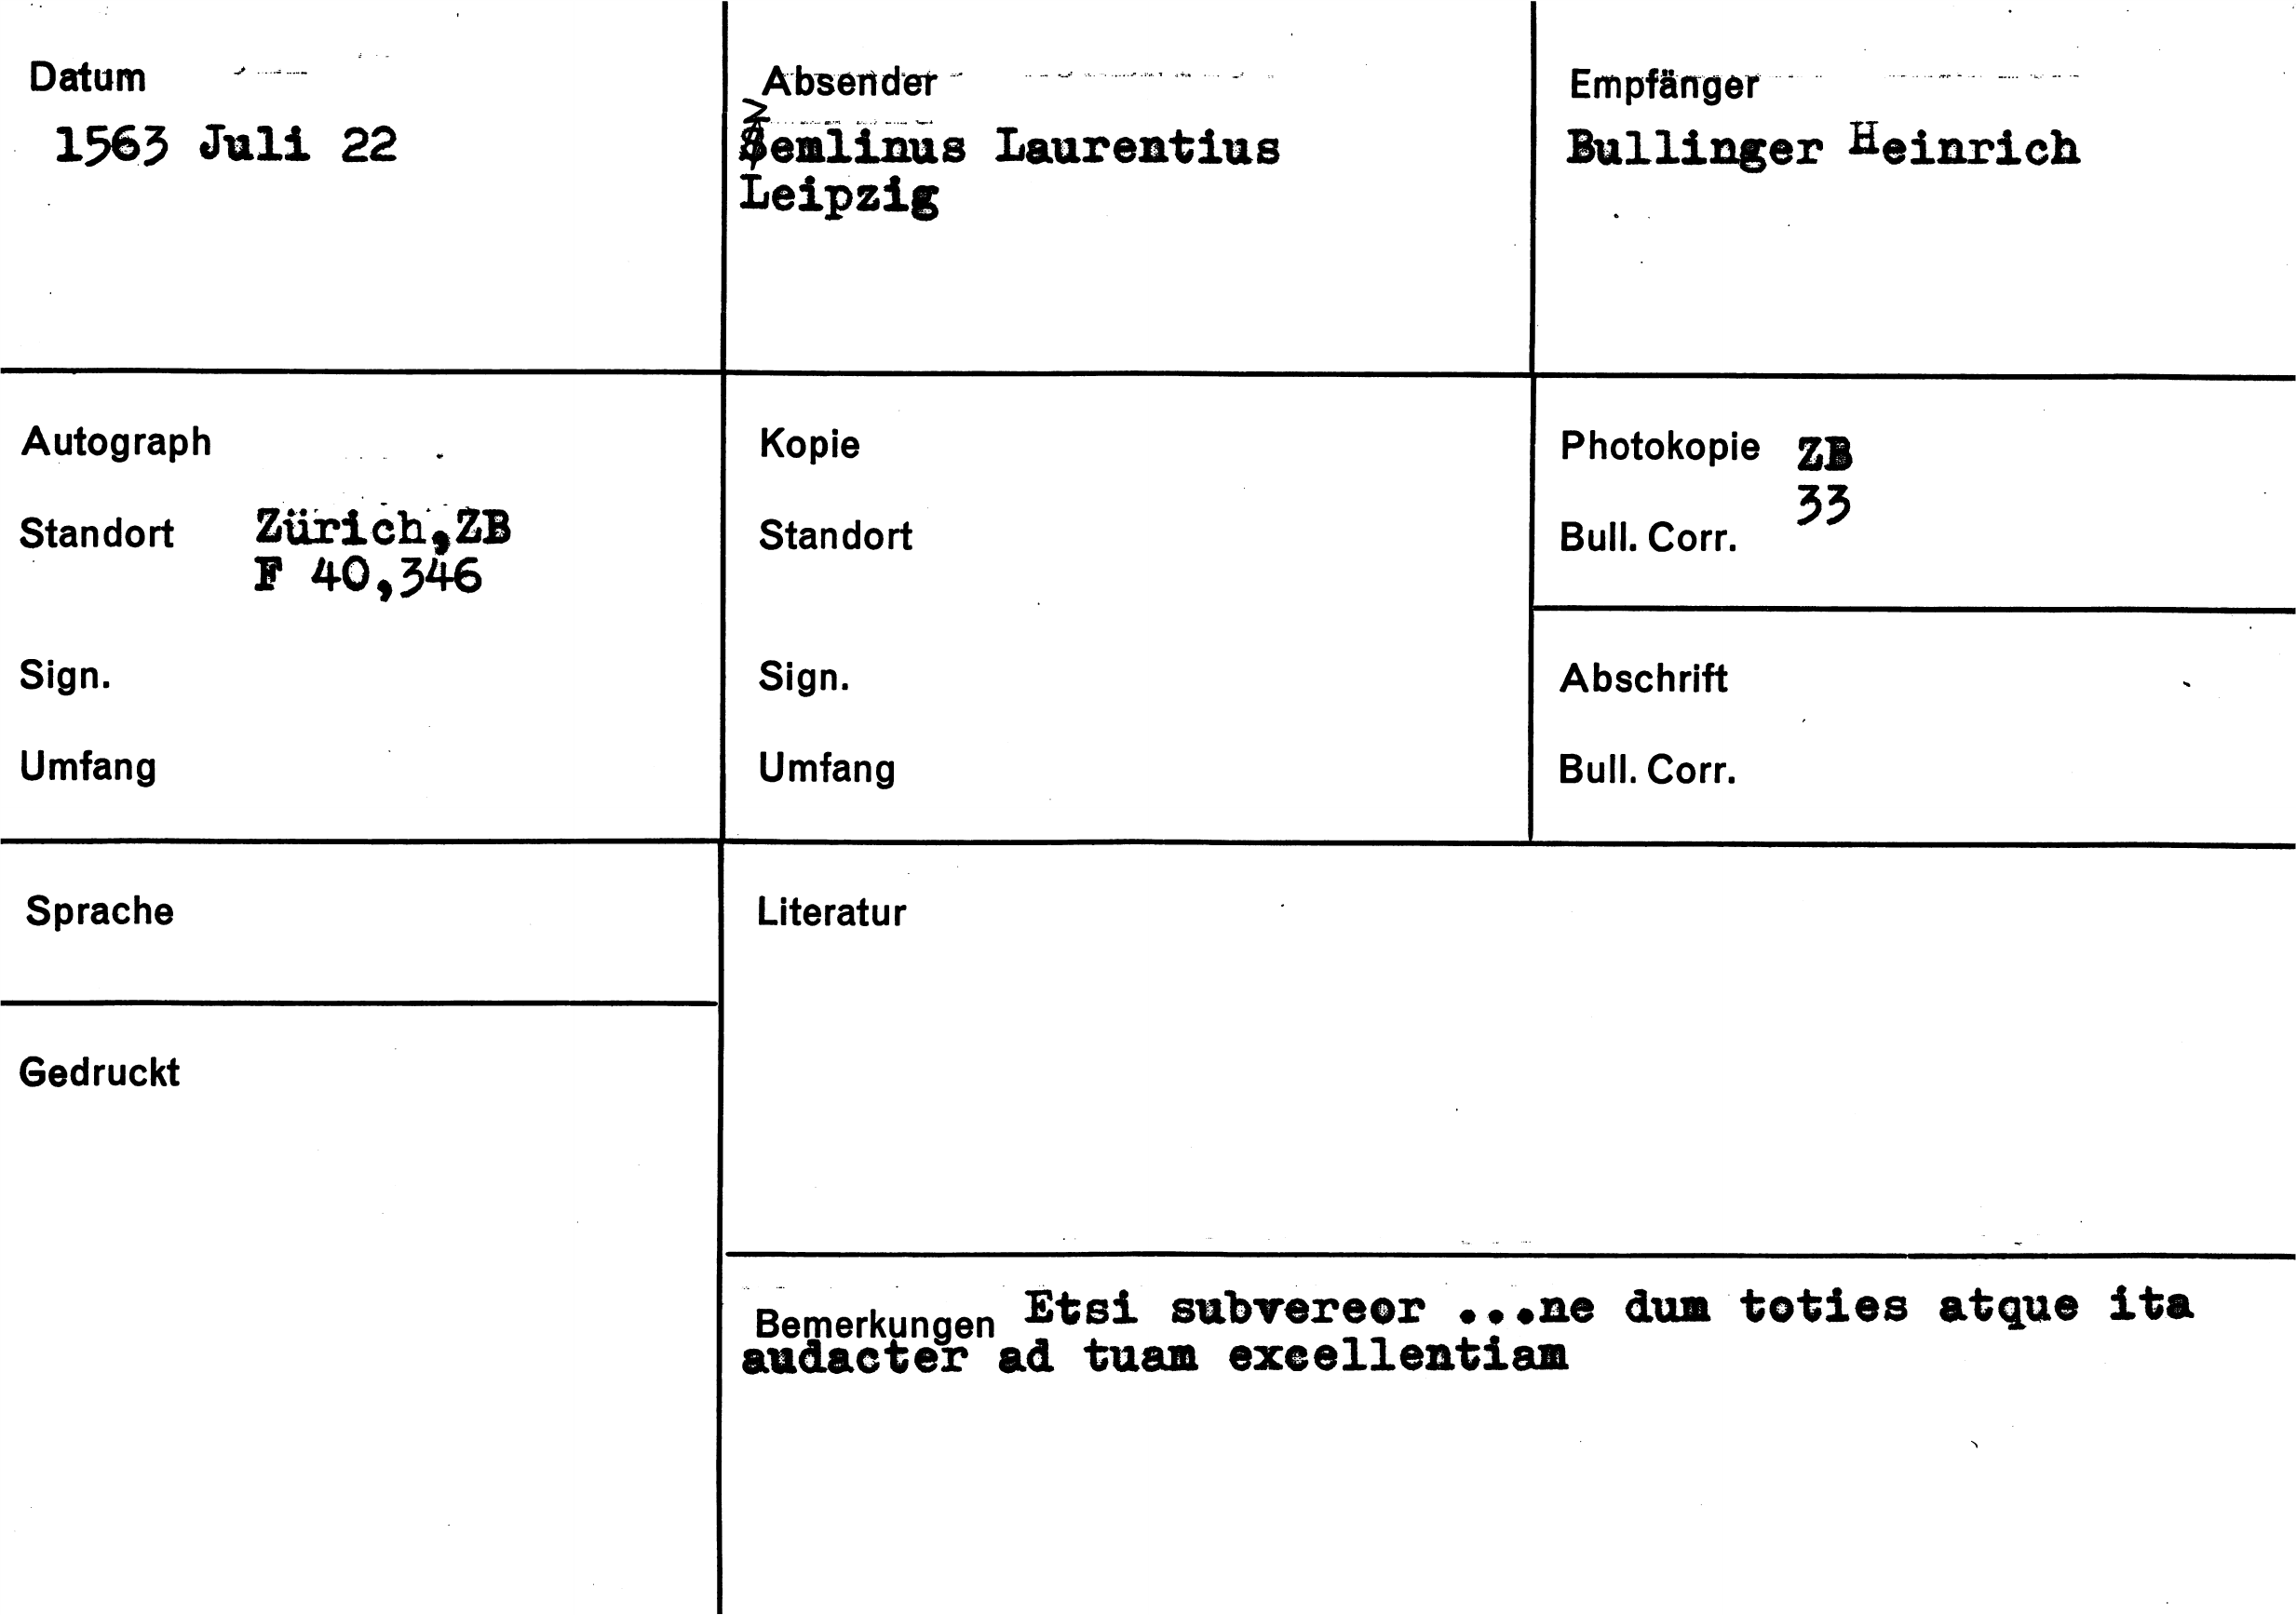 Datum
1563 Juli 22
Absender
Zemlinus Laurentius
Leipzig
Empfänger
Bullinger Heinrich
Autograph
Standort Zürich,ZB
F 40,346
Sign.
Umfang
Kopie
Standort
Sign.
Umfang
Photokopie ZB
33
Bull. Corr.
Abschrift
Bull. Corr.
Sprache
Gedruckt
Literatur
Bemerkungen Etsi subvereor ...ne dum toties atque ita
audacter ad tuam excellentiam